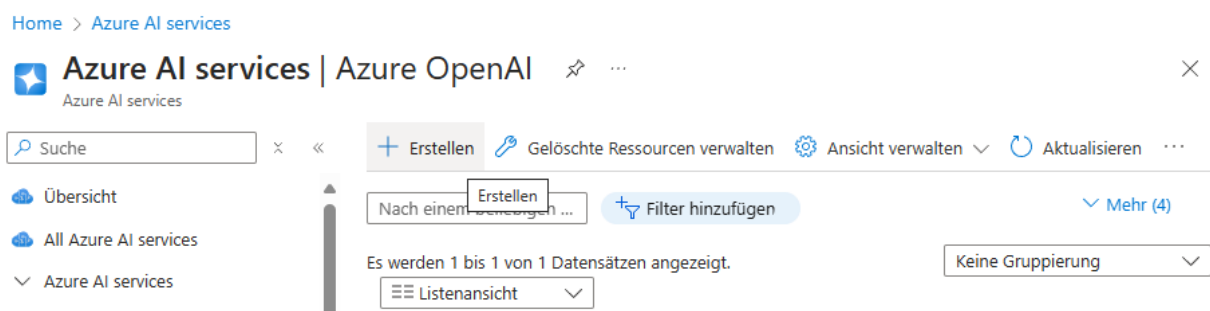 Home > Azure AI services
Azure AI services | Azure OpenAI
Azure AI services
Suche
Erstellen
Gelöschte Ressourcen verwalten
Ansicht verwalten
Aktualisieren
Übersicht
All Azure AI services
Azure AI services
Erstellen
Nach einem ...
Filter hinzufügen
Mehr (4)
Es werden 1 bis 1 von 1 Datensätzen angezeigt.
Keine Gruppierung
Listenansicht